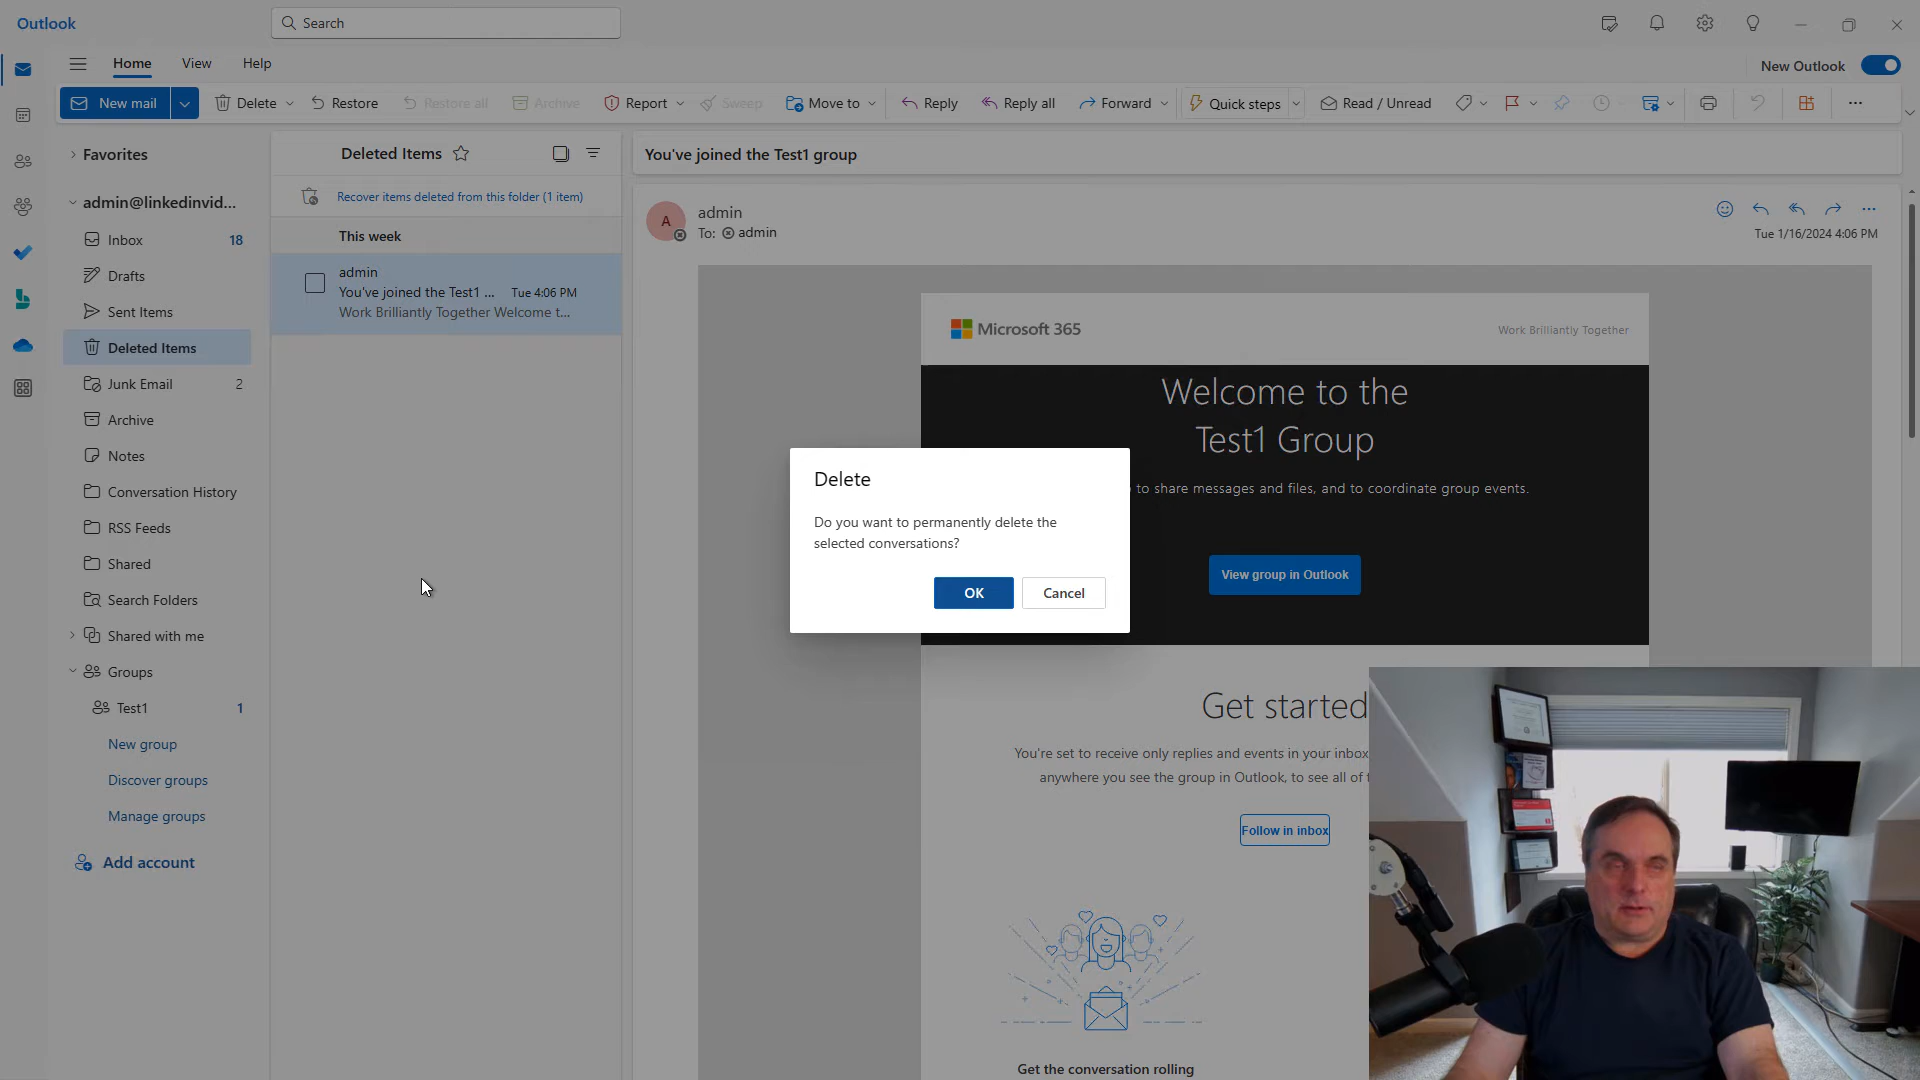 Outlook
Search
Home View Help
New Outlook
New mail Delete Restore Restore all Archive Report Sweep Move to Reply Reply all Forward Quick steps Read / Unread
Favorites
admin@linkedinvid...
Inbox 18
Drafts
Sent Items
Deleted Items
Junk Email 2
Archive
Notes
Conversation History
RSS Feeds
Shared
Search Folders
Shared with me
Groups
Test1 1
New group
Discover groups
Manage groups
Add account
Deleted Items
Recover items deleted from this folder (1 item)
This week
admin
You've joined the Test1 ... Tue 4:06 PM
Work Brilliantly Together Welcome t...
You've joined the Test1 group
A
admin
To: admin
Tue 1/16/2024 4:06 PM
Microsoft 365
Work Brilliantly Together
Welcome to the
Test1 Group
to share messages and files, and to coordinate group events.
View group in Outlook
Delete
Do you want to permanently delete the
selected conversations?
OK Cancel
Get started
You're set to receive only replies and events in your inbox
anywhere you see the group in Outlook, to see all of
Follow in inbox
Get the conversation rolling